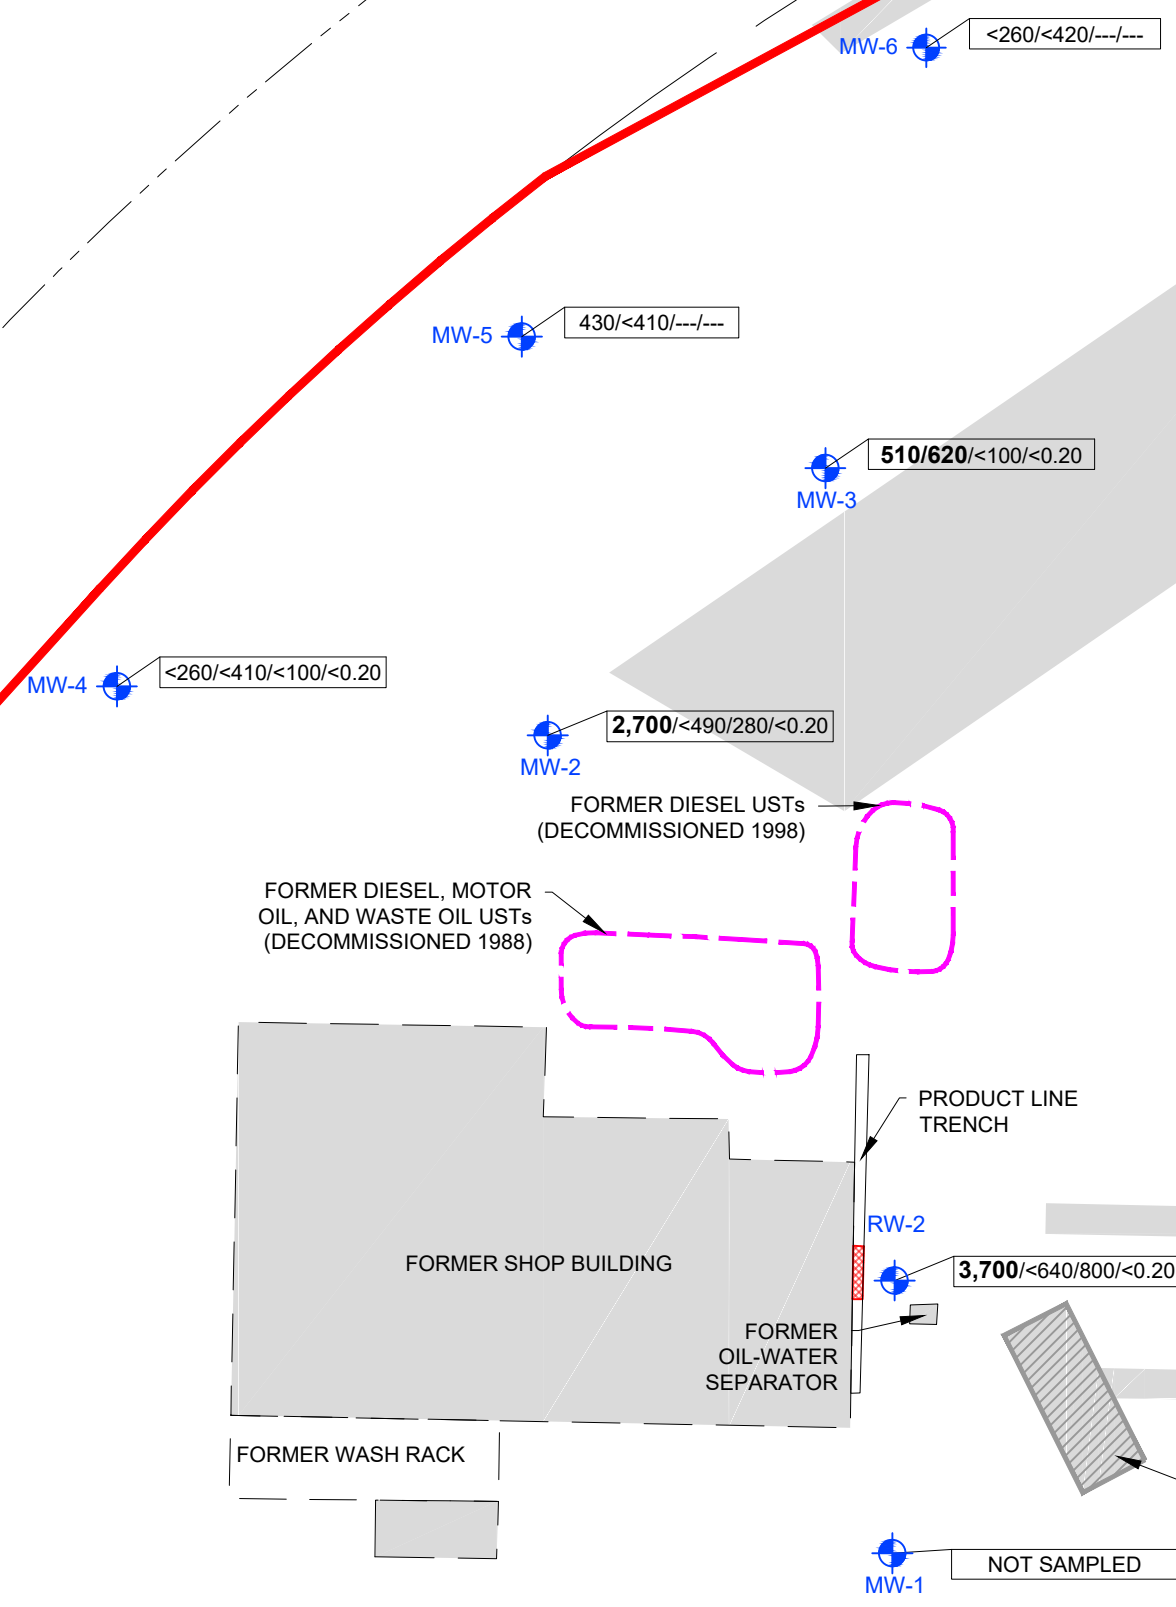 MW-6
<260/<420/---/---
MW-5
430/<410/---/---
510/620/<100/<0.20
MW-3
MW-4
<260/<410/<100/<0.20
2,700/<490/280/<0.20
MW-2
FORMER DIESEL USTs
(DECOMMISSIONED 1998)
FORMER DIESEL, MOTOR
OIL, AND WASTE OIL USTs
(DECOMMISSIONED 1988)
PRODUCT LINE
TRENCH
RW-2
FORMER SHOP BUILDING
3,700/<640/800/<0.20
FORMER
OIL-WATER
SEPARATOR
FORMER WASH RACK
NOT SAMPLED
MW-1